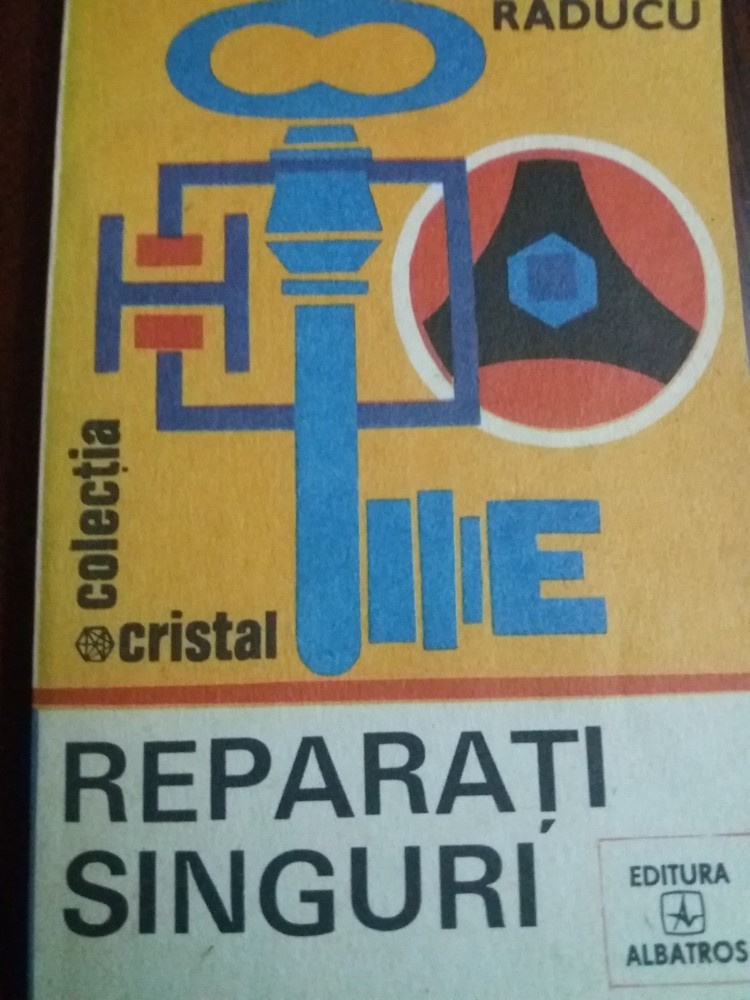 RADUCU
colecția
cristal
REPARAȚI
SINGURI
EDITURA
ALBATROS